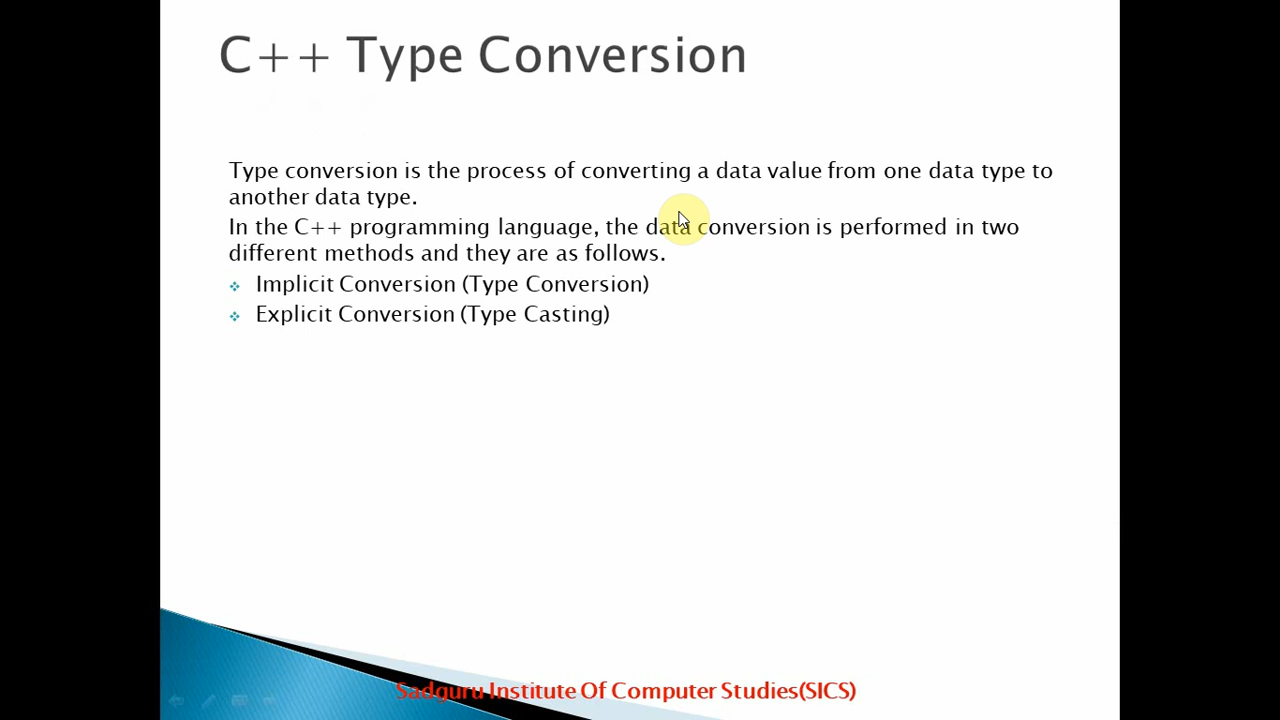 C++ Type Conversion
Type conversion is the process of converting a data value from one data type to
another data type.
In the C++ programming language, the data conversion is performed in two
different methods and they are as follows.
Implicit Conversion (Type Conversion)
Explicit Conversion (Type Casting)
Sadguru Institute Of Computer Studies(SICS)